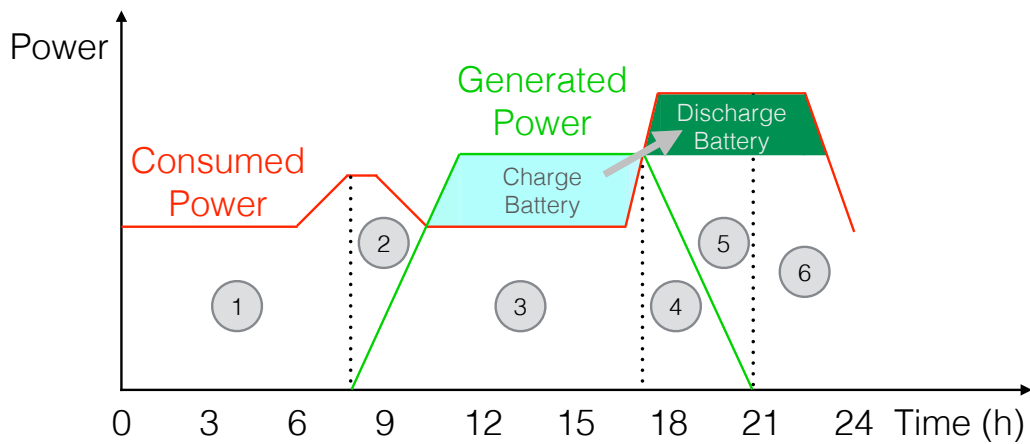 Power
Generated
Power
Discharge
Battery
Consumed
Power
Charge
Battery
1
2
3
4
5
6
0 3 6 9 12 15 18 21 24 Time (h)